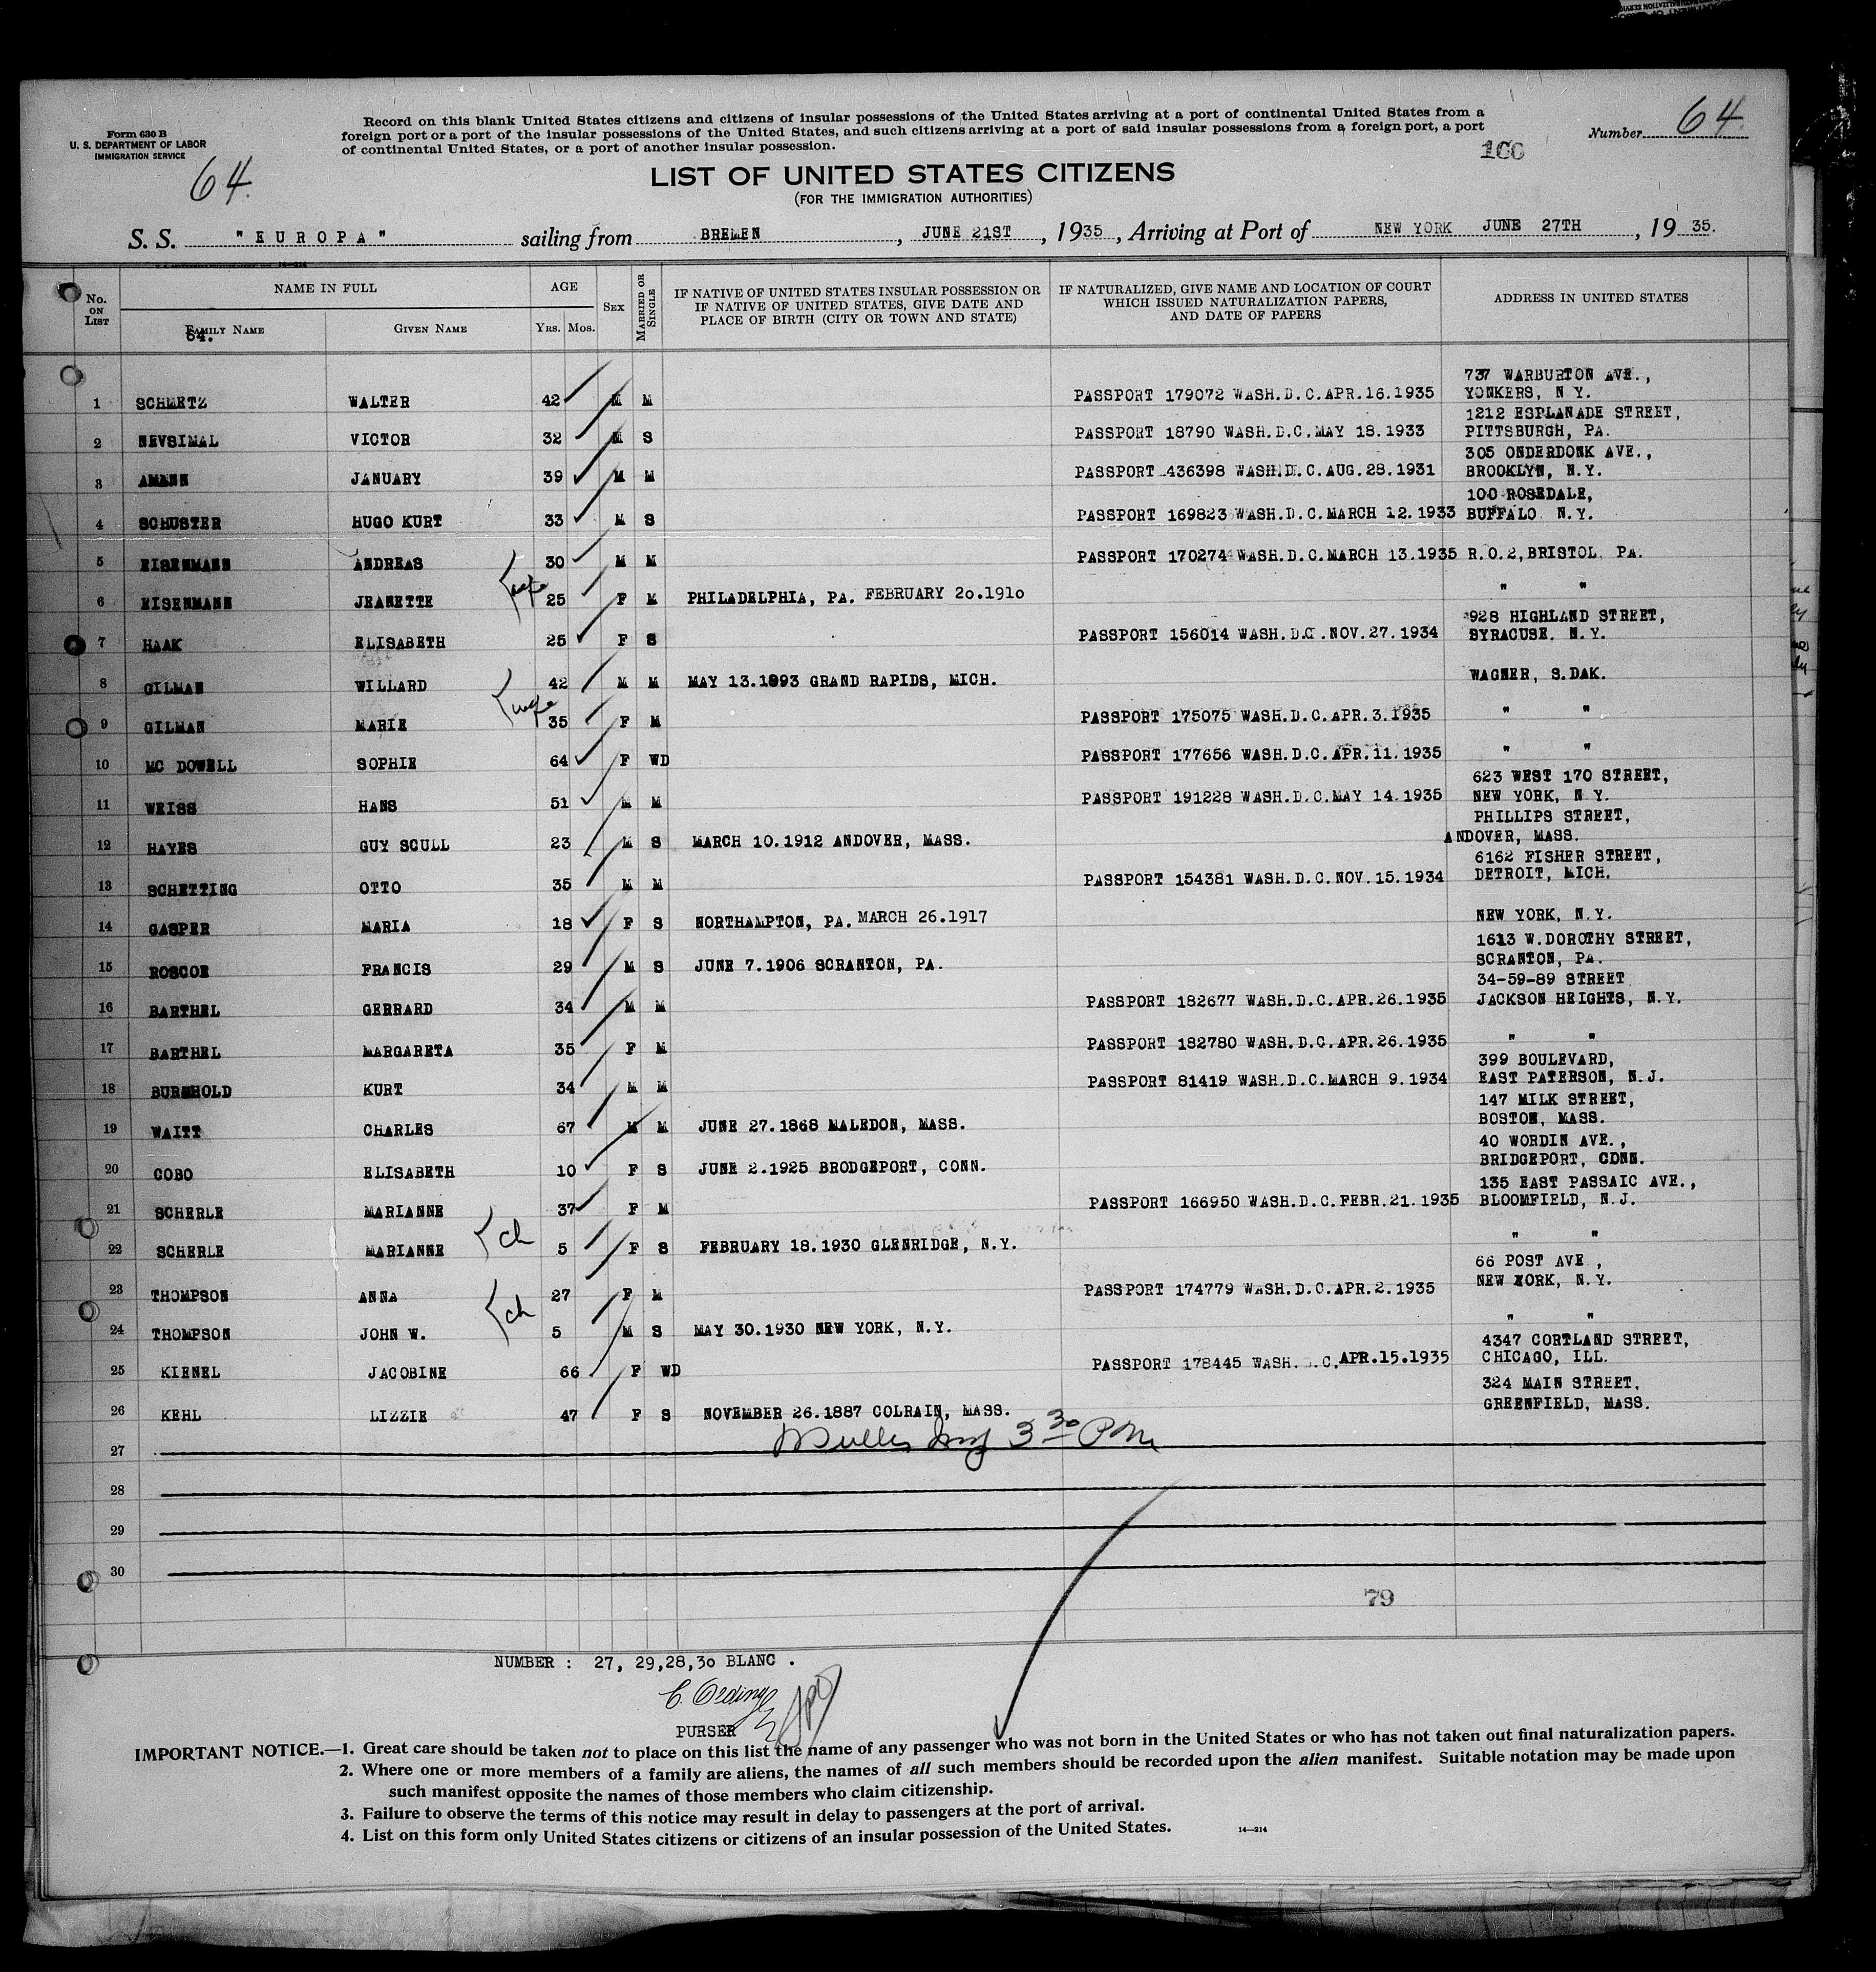 Form 630 B
U. S. DEPARTMENT OF LABOR
IMMIGRATION SERVICE
64.
Record on this blank United States citizens and citizens of insular possessions of the United States arriving at a port of continental United States from a
foreign port or a port of the insular possessions of the United States, and such citizens arriving at a port of said insular possessions from a foreign port, a port
of continental United States, or a port of another insular possession.
Number 64.
100
LIST OF UNITED STATES CITIZENS
(FOR THE IMMIGRATION AUTHORITIES)
S. S. "EUROPA" sailing from BREMEN, JUNE 21ST, 1935, Arriving at Port of NEW YORK JUNE 27TH, 1935.
No. ON LIST
NAME IN FULL
FAMILY NAME
64.
GIVEN NAME
AGE
YRS. MOS.
SEX
MARRIED OR SINGLE
IF NATIVE OF UNITED STATES INSULAR POSSESSION OR
IF NATIVE OF UNITED STATES, GIVE DATE AND
PLACE OF BIRTH (CITY OR TOWN AND STATE)
IF NATURALIZED, GIVE NAME AND LOCATION OF COURT
WHICH ISSUED NATURALIZATION PAPERS,
AND DATE OF PAPERS
ADDRESS IN UNITED STATES
737 WARBURTON AVE.,
1 SCHMETZ WALTER 42 M M PASSPORT 179072 WASH.D.C.APR.16.1935 YONKERS, N Y.
1212 ESPLANADE STREET,
2 NEVSIMAL VICTOR 32 M S PASSPORT 18790 WASH.D.C.MAY 18.1933 PITTSBURGH, PA.
305 ONDERDONK AVE.,
3 AMENN JANUARY 39 M M PASSPORT 436398 WASH.D.C.AUG.28.1931 BROOKLYN, N.Y.
100 ROSEDALE,
4 SCHUSTER HUGO KURT 33 M S PASSPORT 169823 WASH.D.C.MARCH 12.1933 BUFFALO N.Y.
5 EISENMANN ANDREAS 30 M M PASSPORT 170274 WASH.D.C.MARCH 13.1935 R.O.2,BRISTOL PA.
6 EISENMANN JEANETTE wife 25 F M PHILADELPHIA, PA. FEBRUARY 2o.191o " "
928 HIGHLAND STREET,
7 HAAK ELISABETH 25 F S PASSPORT 156014 WASH.D.C.NOV.27.1934 SYRACUSE. N.Y.
8 GILMAN WILLARD 42 M M MAY 13.1893 GRAND RAPIDS, MICH. WAGNER, S.DAK.
9 GILMAN MARIE wife 35 F M PASSPORT 175075 WASH.D.C.APR.3.1935 " "
10 MC DOWELL SOPHIE 64 F WD PASSPORT 177656 WASH.D.C.APR.11.1935 " "
623 WEST 170 STREET,
11 WEISS HANS 51 M M PASSPORT 191228 WASH.D.C.MAY 14.1935 NEW YORK, N Y.
PHILLIPS STREET,
12 HAYES GUY SCULL 23 M S MARCH 10.1912 ANDOVER, MASS. ANDOVER, MASS.
6162 FISHER STREET,
13 SCHETTING OTTO 35 M M PASSPORT 154381 WASH.D.C.NOV.15.1934 DETROIT, MICH.
14 GASPER MARIA 18 F S NORTHAMPTON, PA. MARCH 26.1917 NEW YORK, N.Y.
1613 W.DOROTHY STREET,
15 ROSCOE FRANCIS 29 M S JUNE 7.1906 SCRANTON, PA. SCRANTON, PA.
34-59-89 STREET
16 BARTHEL GERRARD 34 M M PASSPORT 182677 WASH.D.C.APR.26.1935 JACKSON HEIGHTS, N.Y.
17 BARTHEL MARGARETA 35 F M PASSPORT 182780 WASH.D.C.APR.26.1935 " "
399 BOULEVARD,
18 BURMHOLD KURT 34 M M PASSPORT 81419 WASH.D.C.MARCH 9.1934 EAST PATERSON, N.J.
147 MILK STREET,
19 WAITT CHARLES 67 M M JUNE 27.1868 MALEDON, MASS. BOSTON, MASS.
40 WORDIN AVE.,
20 COBO ELISABETH 10 F S JUNE 2.1925 BRODGEPORT, CONN. BRIDGEPORT, CONN.
135 EAST PASSAIC AVE.,
21 SCHERLE MARIANNE 37 F M PASSPORT 166950 WASH.D.C.FEBR.21.1935 BLOOMFIELD, N.J.
22 SCHERLE MARIANNE ch 5 F S FEBRUARY 18.1930 GLENRIDGE, N.Y. " "
66 POST AVE ,
23 THOMPSON ANNA 27 F M PASSPORT 174779 WASH.D.C.APR.2.1935 NEW YORK, N.Y.
24 THOMPSON JOHN W. ch 5 M S MAY 30.1930 NEW YORK, N.Y. " "
4347 CORTLAND STREET,
25 KIENEL JACOBINE 66 F WD PASSPORT 178445 WASH. .C.APR.15.1935 CHICAGO, ILL.
324 MAIN STREET,
26 KEHL LIZZIE 47 F S NOVEMBER 26.1887 COLRAIN, MASS. GREENFIELD, MASS.
27 3 30 PM
28
29
30
79
NUMBER : 27, 29,28,3o BLANC .
PURSER
IMPORTANT NOTICE.—1. Great care should be taken not to place on this list the name of any passenger who was not born in the United States or who has not taken out final naturalization papers.
2. Where one or more members of a family are aliens, the names of all such members should be recorded upon the alien manifest. Suitable notation may be made upon
such manifest opposite the names of those members who claim citizenship.
3. Failure to observe the terms of this notice may result in delay to passengers at the port of arrival.
4. List on this form only United States citizens or citizens of an insular possession of the United States.
14—214